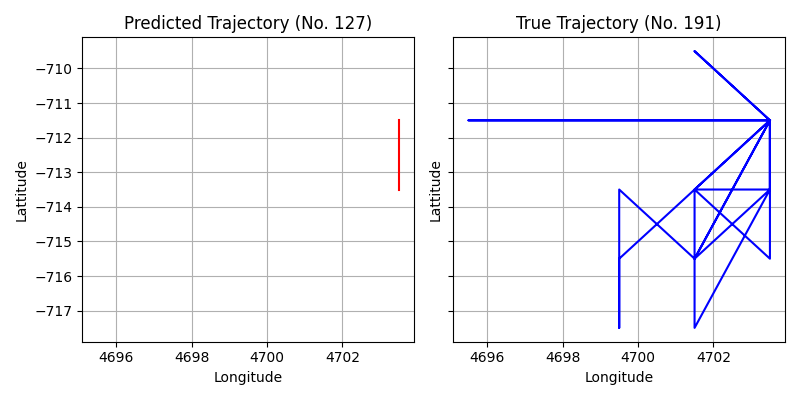 Predicted Trajectory (No. 127)
True Trajectory (No. 191)
−710
−711
−712
−713
−714
−715
−716
−717
Lattitude
Lattitude
4696 4698 4700 4702
4696 4698 4700 4702
Longitude
Longitude